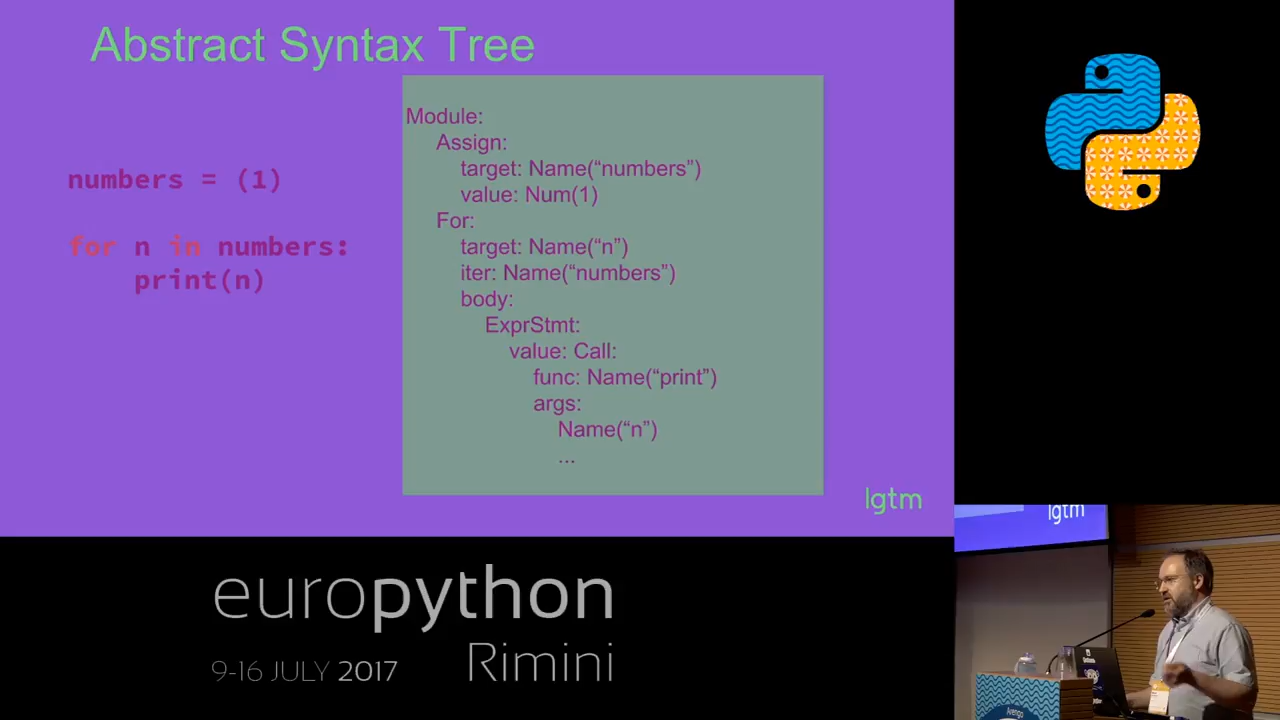 Abstract Syntax Tree
numbers = (1)
for n in numbers:
print(n)
Module:
Assign:
target: Name(“numbers”)
value: Num(1)
For:
target: Name(“n”)
iter: Name(“numbers”)
body:
ExprStmt:
value: Call:
func: Name(“print”)
args:
Name(“n”)
...
lgtm
europython
9-16 JULY 2017
Rimini
lgtm